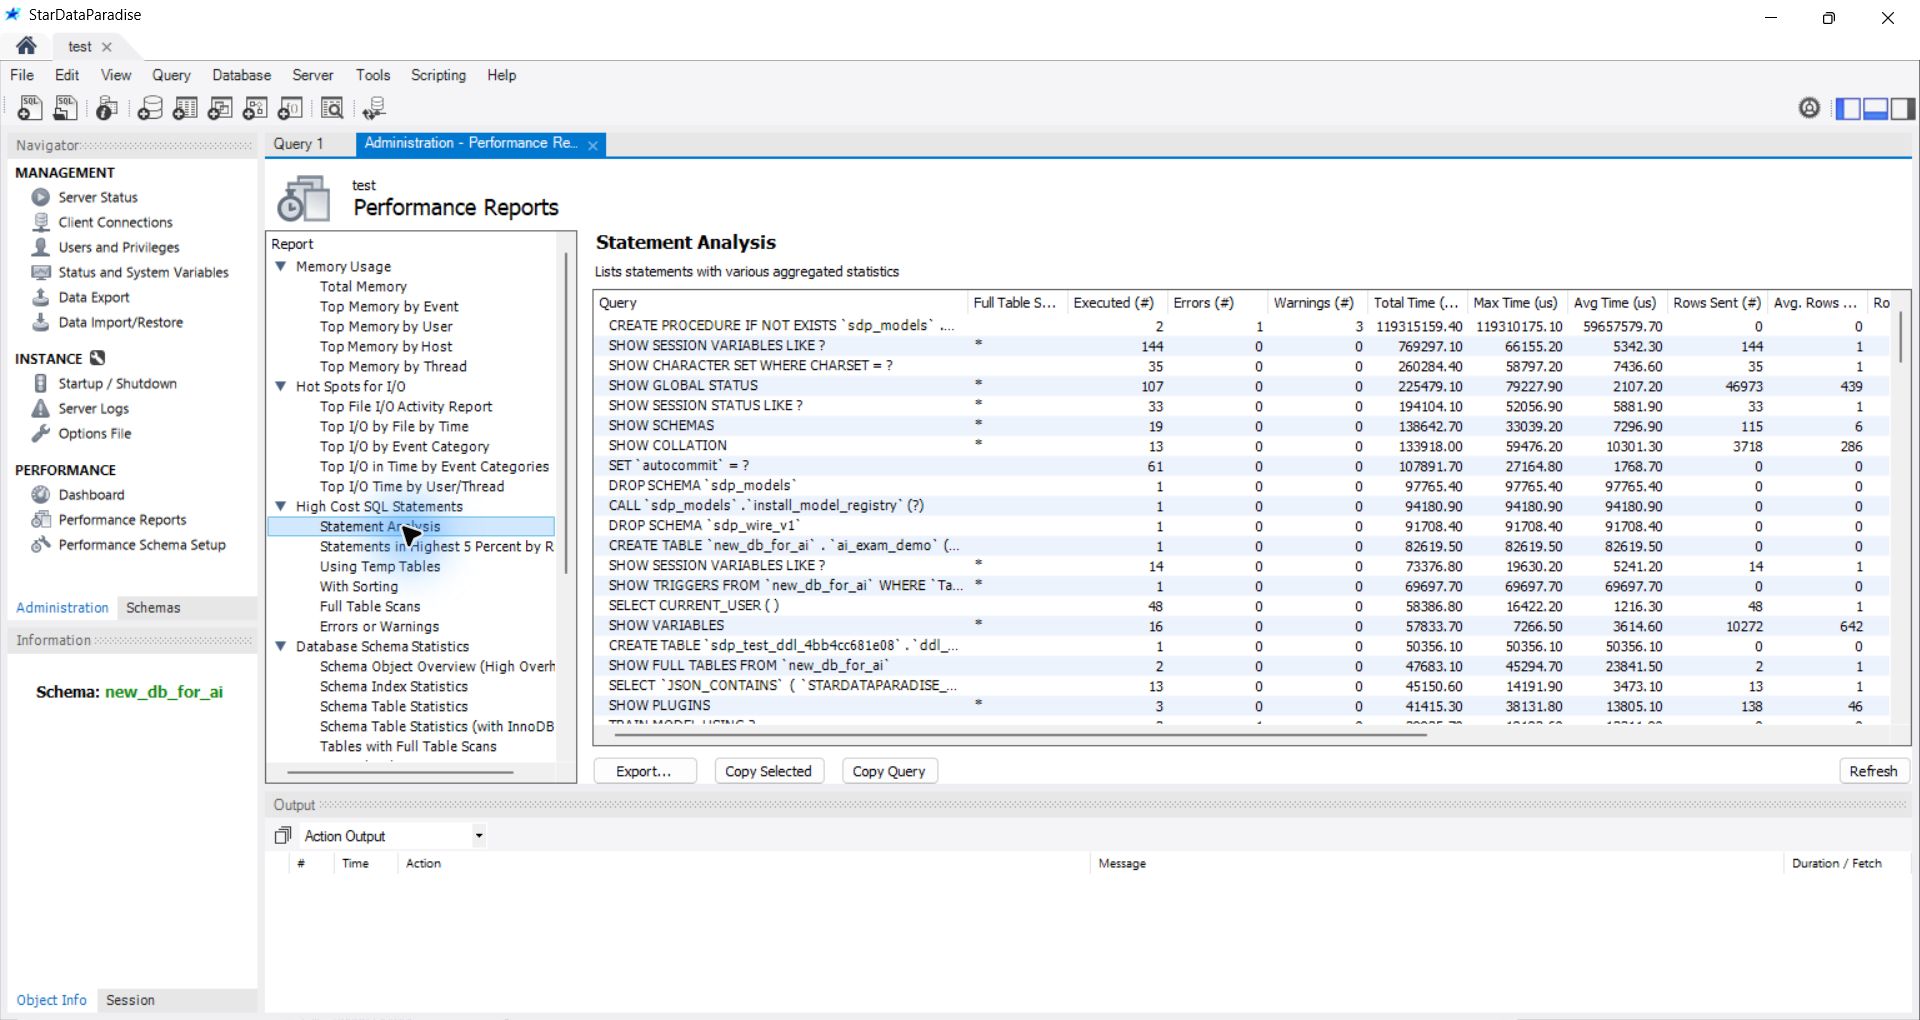 StarDataParadise
test
File Edit View Query Database Server Tools Scripting Help
Navigator
MANAGEMENT
Server Status
Client Connections
Users and Privileges
Status and System Variables
Data Export
Data Import/Restore
INSTANCE
Startup / Shutdown
Server Logs
Options File
PERFORMANCE
Dashboard
Performance Reports
Performance Schema Setup
Administration Schemas
Information
Schema: new_db_for_ai
Object Info Session
Query 1 Administration - Performance Re...
test
Performance Reports
Report
Memory Usage
Total Memory
Top Memory by Event
Top Memory by User
Top Memory by Host
Top Memory by Thread
Hot Spots for I/O
Top File I/O Activity Report
Top I/O by File by Time
Top I/O by Event Category
Top I/O in Time by Event Categories
Top I/O Time by User/Thread
High Cost SQL Statements
Statement Analysis
Statements in Highest 5 Percent by R
Using Temp Tables
With Sorting
Full Table Scans
Errors or Warnings
Database Schema Statistics
Schema Object Overview (High Overh
Schema Index Statistics
Schema Table Statistics
Schema Table Statistics (with InnoDB
Tables with Full Table Scans
Statement Analysis
Lists statements with various aggregated statistics
Query Full Table S... Executed (#) Errors (#) Warnings (#) Total Time (... Max Time (us) Avg Time (us) Rows Sent (#) Avg. Rows ... Ro
CREATE PROCEDURE IF NOT EXISTS `sdp_models` .... 2 1 3 119315159.40 119310175.10 59657579.70 0 0
SHOW SESSION VARIABLES LIKE ? * 144 0 0 769297.10 66155.20 5342.30 144 1
SHOW CHARACTER SET WHERE CHARSET = ? 35 0 0 260284.40 58797.20 7436.60 35 1
SHOW GLOBAL STATUS * 107 0 0 225479.10 79227.90 2107.20 46973 439
SHOW SESSION STATUS LIKE ? * 33 0 0 194104.10 52056.90 5881.90 33 1
SHOW SCHEMAS * 19 0 0 138642.70 33039.20 7296.90 115 6
SHOW COLLATION * 13 0 0 133918.00 59476.20 10301.30 3718 286
SET `autocommit` = ? 61 0 0 107891.70 27164.80 1768.70 0 0
DROP SCHEMA `sdp_models` 1 0 0 97765.40 97765.40 97765.40 0 0
CALL `sdp_models` . `install_model_registry` (?) 1 0 0 94180.90 94180.90 94180.90 0 0
DROP SCHEMA `sdp_wire_v1` 1 0 0 91708.40 91708.40 91708.40 0 0
CREATE TABLE `new_db_for_ai` . `ai_exam_demo` (... 1 0 0 82619.50 82619.50 82619.50 0 0
SHOW SESSION VARIABLES LIKE ? * 14 0 0 73376.80 19630.20 5241.20 14 1
SHOW TRIGGERS FROM `new_db_for_ai` WHERE `Ta... * 1 0 0 69697.70 69697.70 69697.70 0 0
SELECT CURRENT_USER ( ) 48 0 0 58386.80 16422.20 1216.30 48 1
SHOW VARIABLES * 16 0 0 57833.70 7266.50 3614.60 10272 642
CREATE TABLE `sdp_test_ddl_4bb4cc681e08` . `ddl_... 1 0 0 50356.10 50356.10 50356.10 0 0
SHOW FULL TABLES FROM `new_db_for_ai` 2 0 0 47683.10 45294.70 23841.50 2 1
SELECT `JSON_CONTAINS` ( `STARDATAPARADISE_... 13 0 0 45150.60 14191.90 3473.10 13 1
SHOW PLUGINS * 3 0 0 41415.30 38131.80 13805.10 138 46
TRAIN MODEL USING ?
Export... Copy Selected Copy Query Refresh
Output
Action Output
# Time Action Message Duration / Fetch